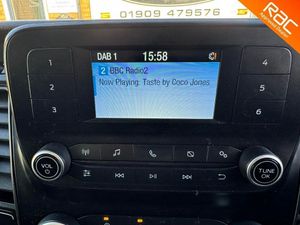 01909 479576
RAC
DAB 1
15:58
2 BBC Radio2
Now Playing: Taste by Coco Jones
1
2
3
4
5
6
VOL
TUNE
OK